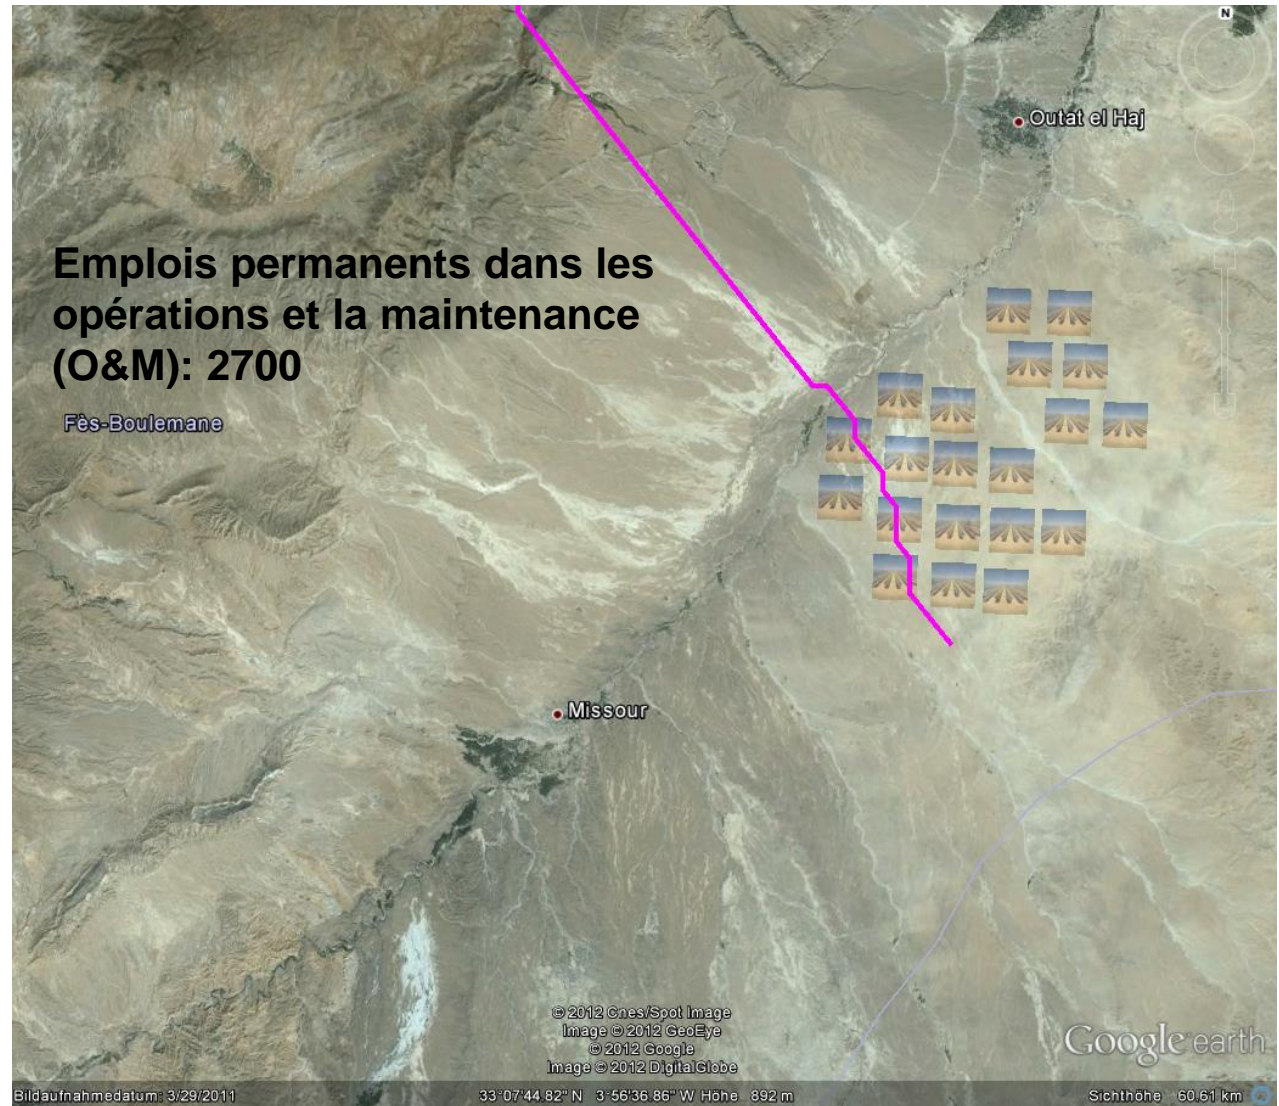 N
Outat el Haj
Emplois permanents dans les
opérations et la maintenance
(O&M): 2700
Fès-Boulemane
Missour
© 2012 Cnes/Spot Image
Image © 2012 GeoEye
© 2012 Google
Image © 2012 DigitalGlobe
Google earth
Bildaufnahmedatum: 3/29/2011 33°07'44.82" N 3°56'36.86" W Höhe 892 m Sichthöhe 60.61 km